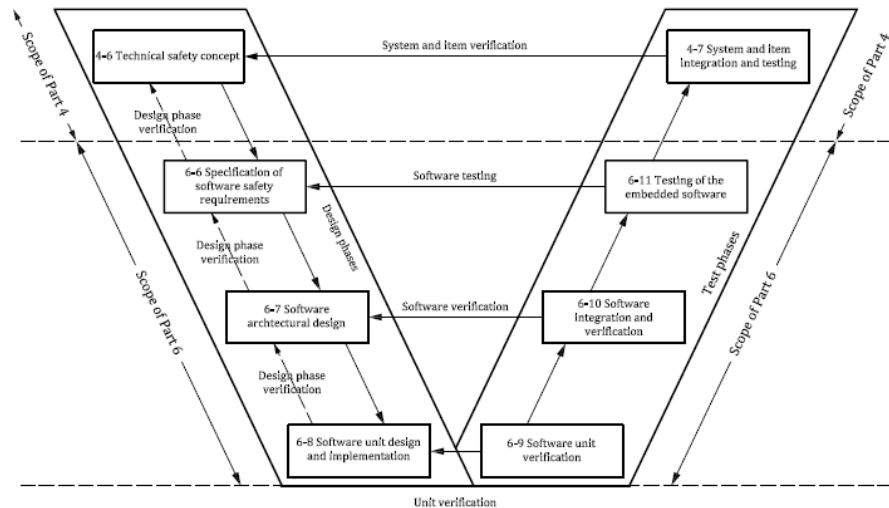 4-6 Technical safety concept
System and item verification
4-7 System and item
integration and testing
Scope of Part 4
Scope of Part 4
Design phase
verification
6-6 Specification of
software safety
requirements
Software testing
6-11 Testing of the
embedded software
Design phases
Design phase
verification
Test phases
Scope of Part 6
Scope of Part 6
6-7 Software
archtectural design
Software verification
6-10 Software
integration and
verification
Design phase
verification
6-8 Software unit design
and implementation
6-9 Software unit
verification
Unit verification